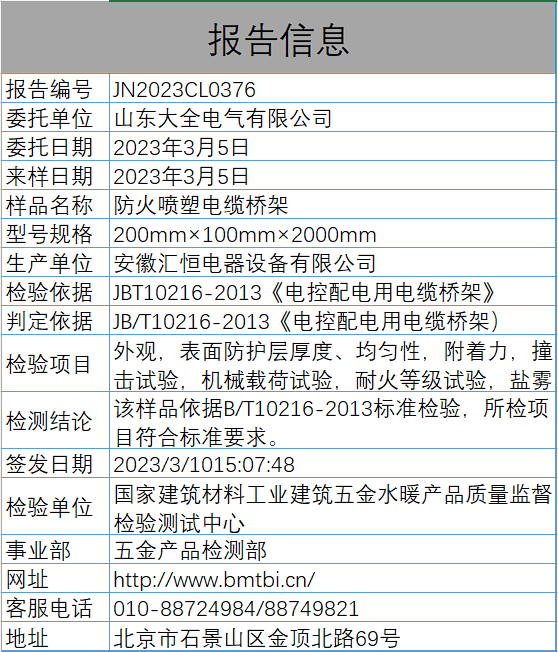 报告信息
报告编号 JN2023CL0376
委托单位 山东大全电气有限公司
委托日期 2023年3月5日
来样日期 2023年3月5日
样品名称 防火喷塑电缆桥架
型号规格 200mm×100mm×2000mm
生产单位 安徽汇恒电器设备有限公司
检验依据 JBT10216-2013《电控配电用电缆桥架》
判定依据 JB/T10216-2013《电控配电用电缆桥架）
检验项目 外观，表面防护层厚度、均匀性，附着力，撞
击试验，机械载荷试验，耐火等级试验，盐雾
检测结论 该样品依据B/T10216-2013标准检验，所检项
目符合标准要求。
签发日期 2023/3/1015:07:48
检验单位 国家建筑材料工业建筑五金水暖产品质量监督
检验测试中心
事业部 五金产品检测部
网址 http://www.bmtbi.cn/
客服电话 010-88724984/88749821
地址 北京市石景山区金顶北路69号